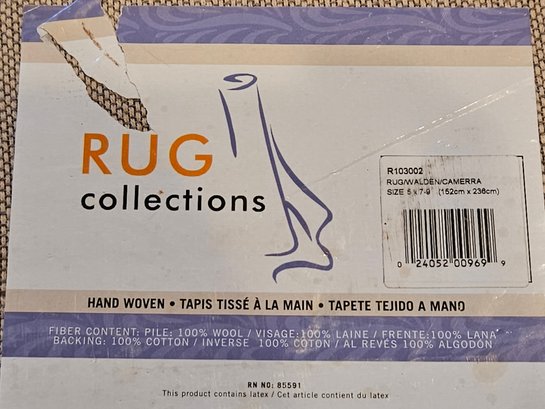 RUG
collections
R103002
RUG/WALDEN/CAMERRA
SIZE 5 x 7-9 (152cm x 236cm)
0 24052 00969 9
HAND WOVEN • TAPIS TISSÉ À LA MAIN • TAPETE TEJIDO A MANO
FIBER CONTENT: PILE: 100% WOOL / VISAGE:100% LAINE / FRENTE:100% LANA
BACKING: 100% COTTON / INVERSE 100% COTON / AL REVÉS 100% ALGODÓN
RN NO: 85591
This product contains latex / Cet article contient du latex